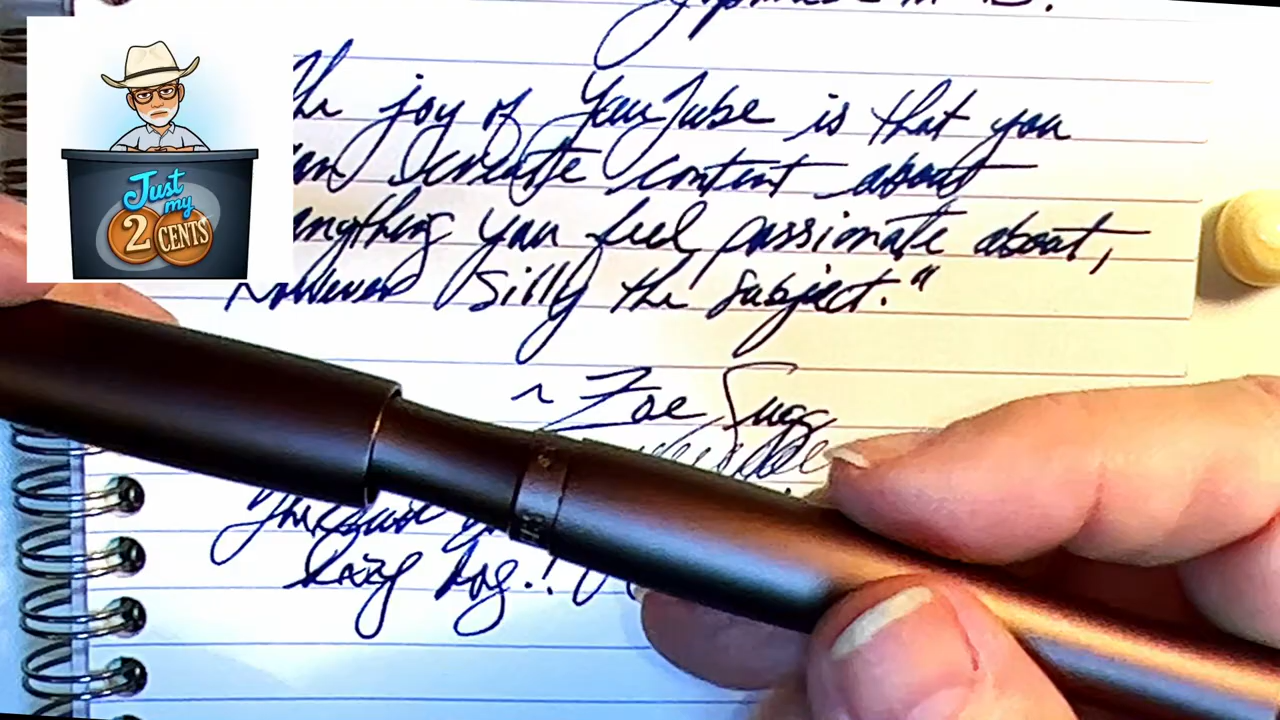 Just
my
2 CENTS
The joy of YouTube is that you
can create content about
anything you feel passionate about,
however silly the subject."
~ Zoe Sugg
The
lazy dog.!